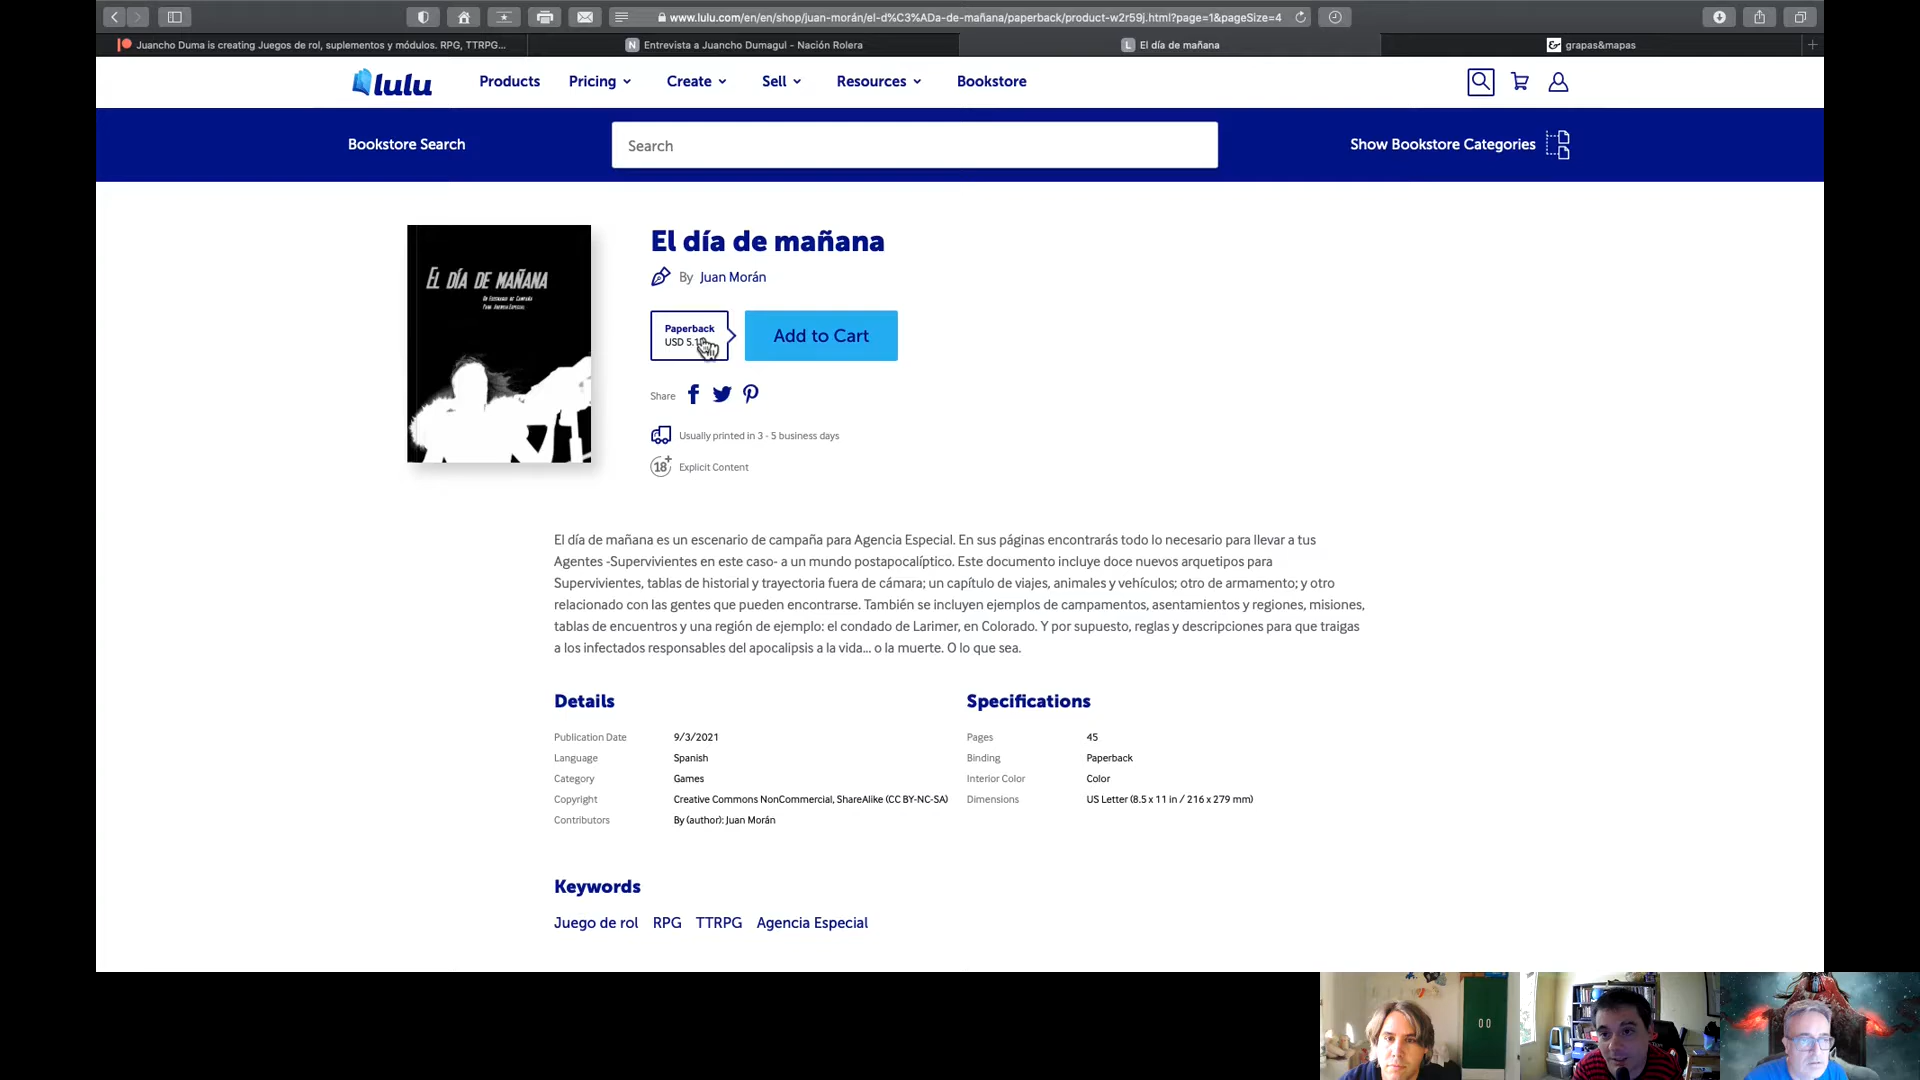 www.lulu.com/en/en/shop/juan-morán/el-d%C3%ADa-de-mañana/paperback/product-w2r59j.html?page=1&pageSize=4
Juancho Duma is creating Juegos de rol, suplementos y módulos. RPG, TTRPG...
N Entrevista a Juancho Dumagul - Nación Rolera
L El día de mañana
& grapas&mapas
lulu
Products
Pricing
Create
Sell
Resources
Bookstore
Bookstore Search
Search
Show Bookstore Categories
EL DÍA DE MAÑANA
UN ESCENARIO DE CAMPAÑA
PARA AGENCIA ESPECIAL
El día de mañana
By Juan Morán
Paperback
USD 5.1
Add to Cart
Share
Usually printed in 3 - 5 business days
18+ Explicit Content
El día de mañana es un escenario de campaña para Agencia Especial. En sus páginas encontrarás todo lo necesario para llevar a tus
Agentes -Supervivientes en este caso- a un mundo postapocalíptico. Este documento incluye doce nuevos arquetipos para
Supervivientes, tablas de historial y trayectoria fuera de cámara; un capítulo de viajes, animales y vehículos; otro de armamento; y otro
relacionado con las gentes que pueden encontrarse. También se incluyen ejemplos de campamentos, asentamientos y regiones, misiones,
tablas de encuentros y una región de ejemplo: el condado de Larimer, en Colorado. Y por supuesto, reglas y descripciones para que traigas
a los infectados responsables del apocalipsis a la vida... o la muerte. O lo que sea.
Details
Publication Date 9/3/2021
Language Spanish
Category Games
Copyright Creative Commons NonCommercial, ShareAlike (CC BY-NC-SA)
Contributors By (author): Juan Morán
Specifications
Pages 45
Binding Paperback
Interior Color Color
Dimensions US Letter (8.5 x 11 in / 216 x 279 mm)
Keywords
Juego de rol RPG TTRPG Agencia Especial